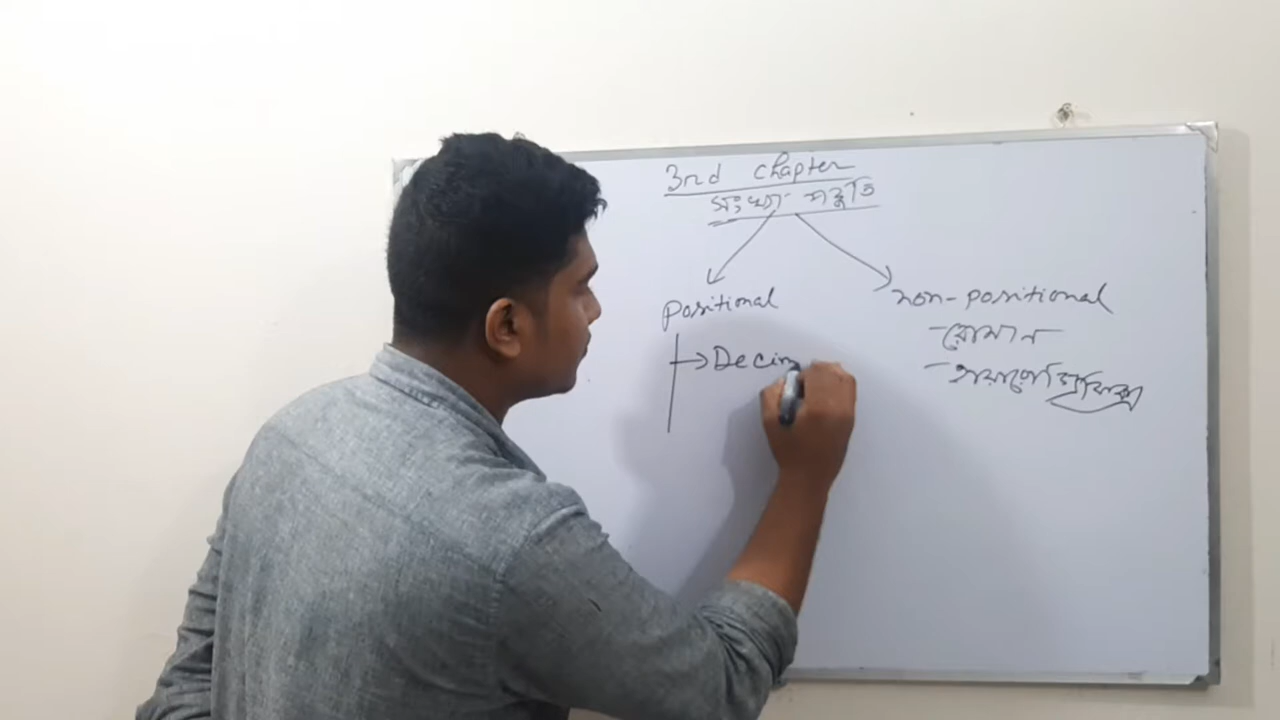 3rd chapter
সংখ্যা পদ্ধতি
positional
non-positional
- রোমান
→ Decim
- হায়ারোগ্লিফিক্স